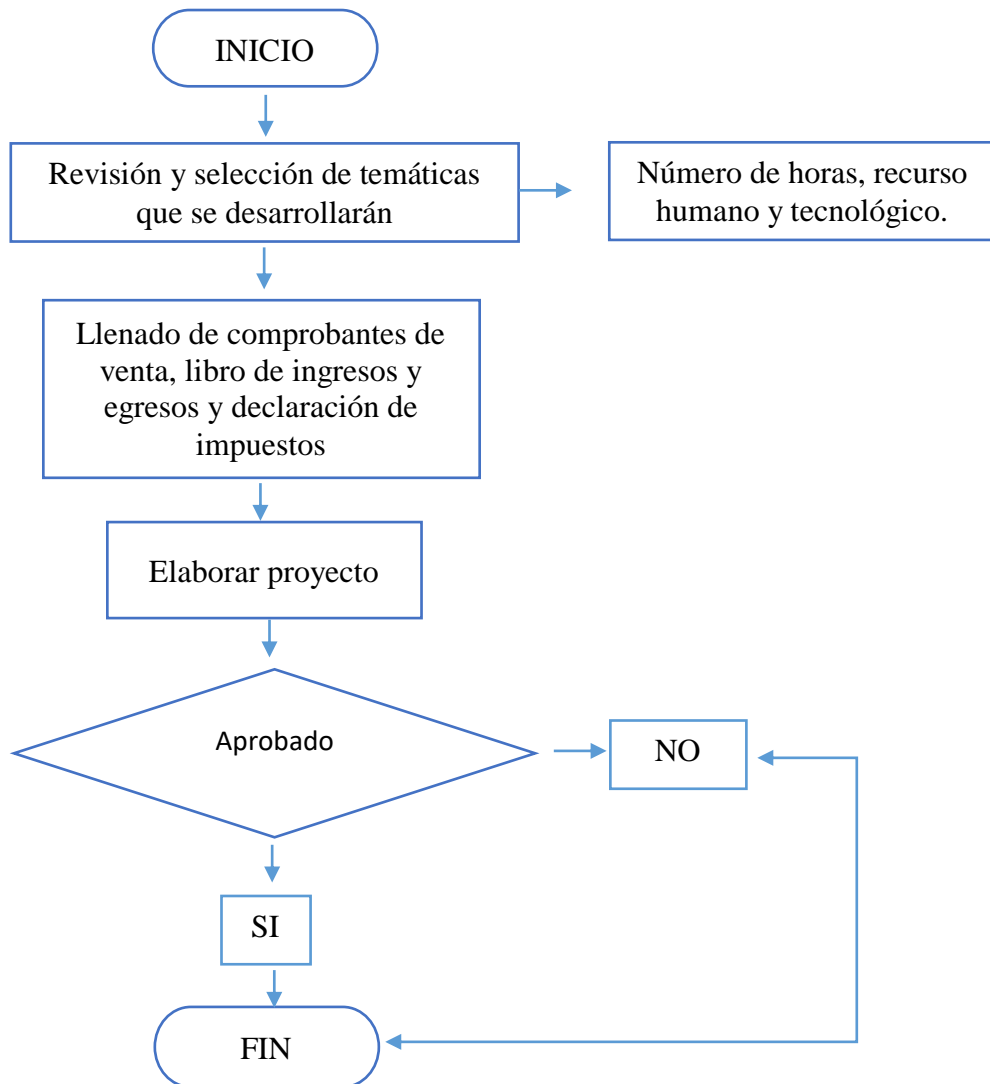 INICIO
Revisión y selección de temáticas
que se desarrollarán
Número de horas, recurso
humano y tecnológico.
Llenado de comprobantes de
venta, libro de ingresos y
egresos y declaración de
impuestos
Elaborar proyecto
Aprobado
NO
SI
FIN